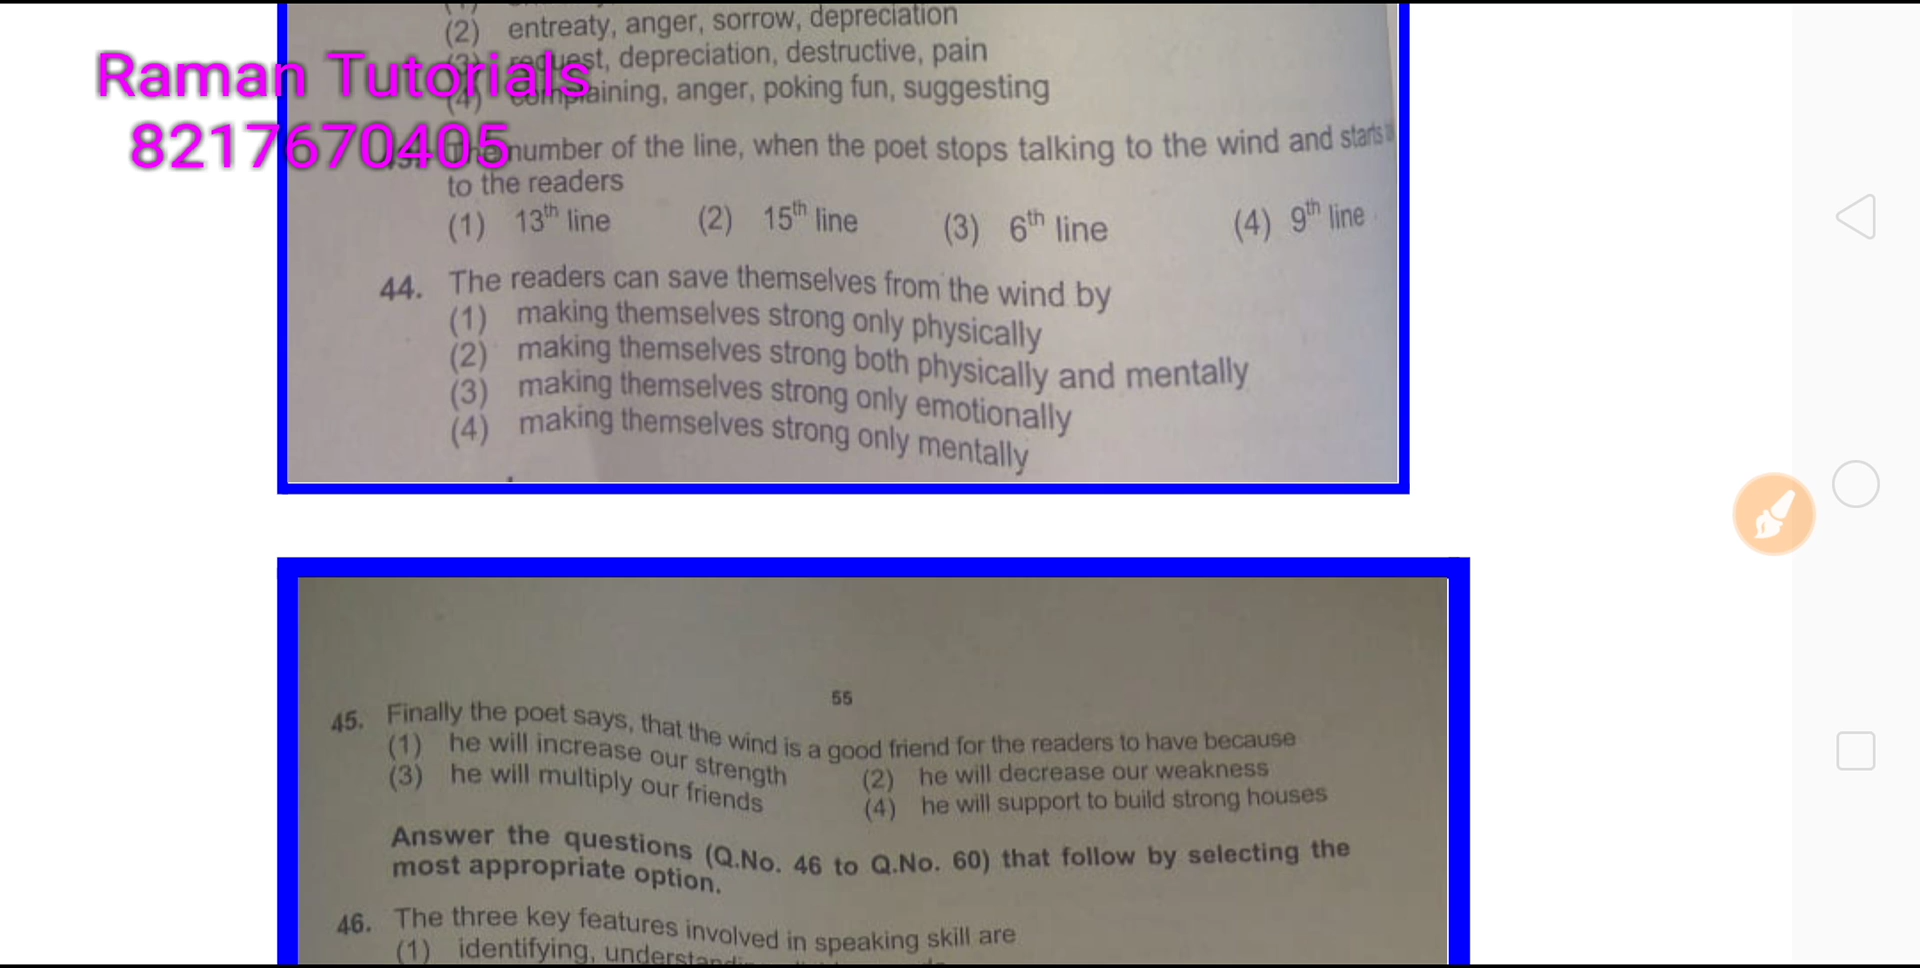 (2) entreaty, anger, sorrow, depreciation
Raman Tutorials
(3) request, depreciation, destructive, pain
(4) complaining, anger, poking fun, suggesting
8217670405
The number of the line, when the poet stops talking to the wind and starts
to the readers
(1) 13th line (2) 15th line (3) 6th line (4) 9th line
44. The readers can save themselves from the wind by
(1) making themselves strong only physically
(2) making themselves strong both physically and mentally
(3) making themselves strong only emotionally
(4) making themselves strong only mentally
55
45. Finally the poet says, that the wind is a good friend for the readers to have because
(1) he will increase our strength (2) he will decrease our weakness
(3) he will multiply our friends (4) he will support to build strong houses
Answer the questions (Q.No. 46 to Q.No. 60) that follow by selecting the
most appropriate option.
46. The three key features involved in speaking skill are
(1) identifying,